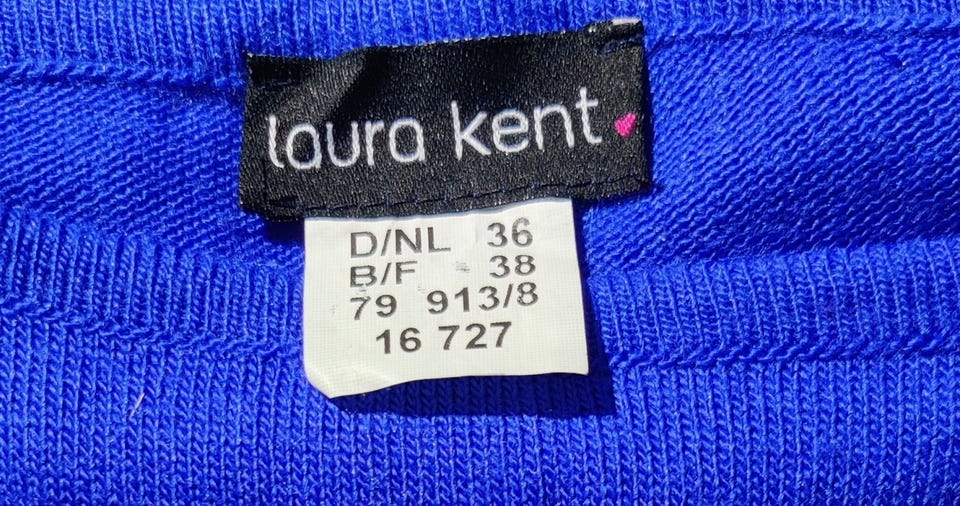 laura kent
D/NL 36
B/F 38
79 913/8
16 727